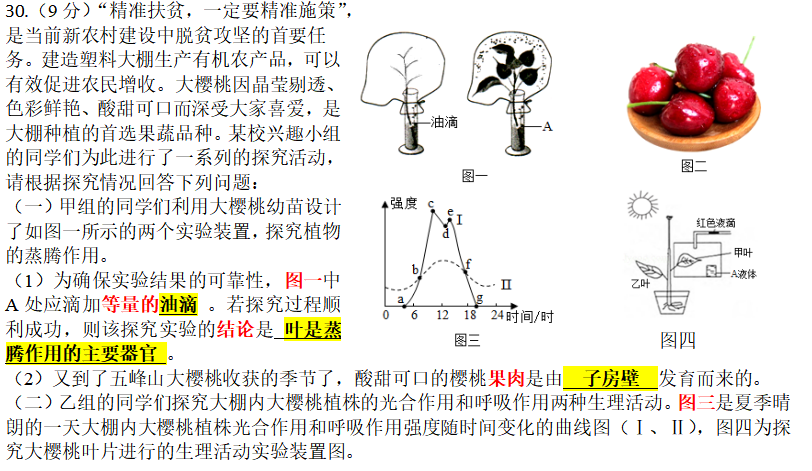 30.（9分）“精准扶贫，一定要精准施策”，
是当前新农村建设中脱贫攻坚的首要任
务。建造塑料大棚生产有机农产品，可以
有效促进农民增收。大樱桃因晶莹剔透、
色彩鲜艳、酸甜可口而深受大家喜爱，是
大棚种植的首选果蔬品种。某校兴趣小组
的同学们为此进行了一系列的探究活动，
请根据探究情况回答下列问题：
（一）甲组的同学们利用大樱桃幼苗设计
了如图一所示的两个实验装置，探究植物
的蒸腾作用。
（1）为确保实验结果的可靠性，图一中
A处应滴加等量的油滴 。若探究过程顺
利成功，则该探究实验的结论是 叶是蒸
腾作用的主要器官 。
油滴
A
图一
图二
强度
c
e
I
d
b
f
II
a
g
0 6 12 18 24 时间/时
图三
红色液滴
甲叶
乙叶
A液体
图四
（2）又到了五峰山大樱桃收获的季节了，酸甜可口的樱桃果肉是由 子房壁 发育而来的。
（二）乙组的同学们探究大棚内大樱桃植株的光合作用和呼吸作用两种生理活动。图三是夏季晴
朗的一天大棚内大樱桃植株光合作用和呼吸作用强度随时间变化的曲线图（Ⅰ、Ⅱ），图四为探
究大樱桃叶片进行的生理活动实验装置图。